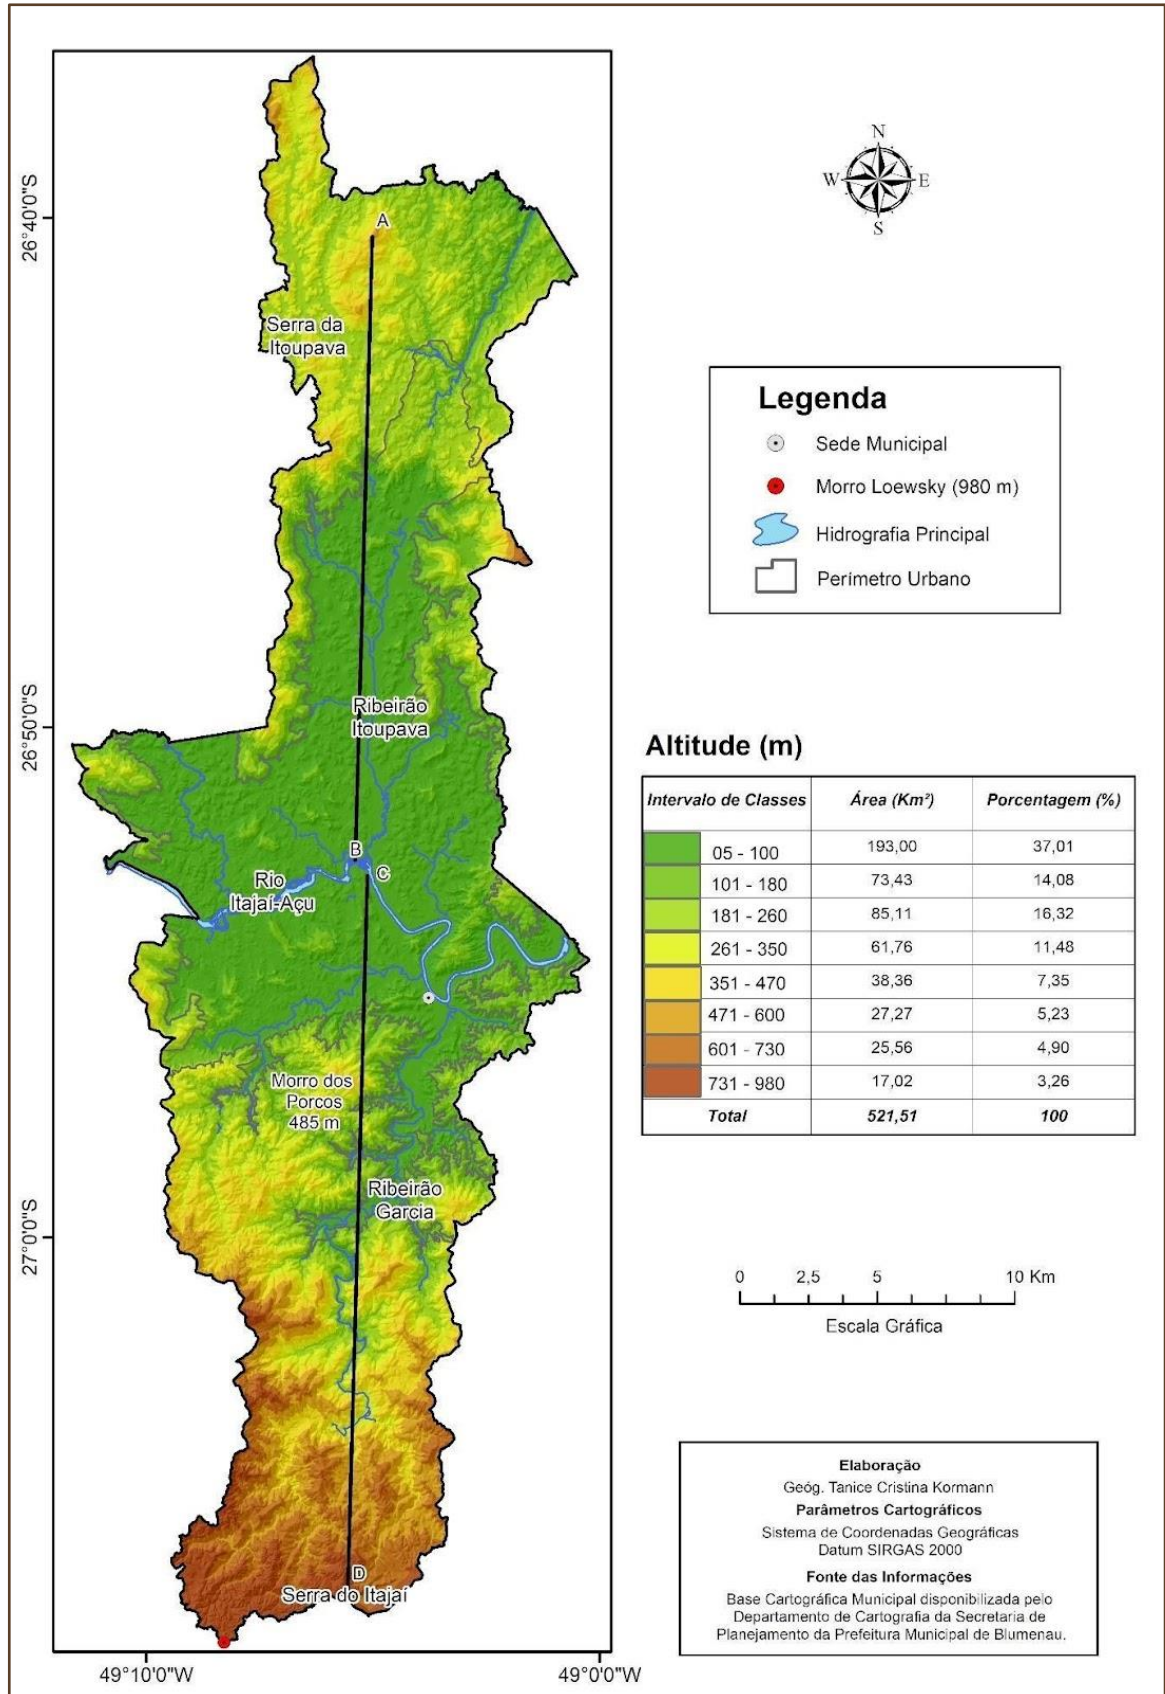 N
W
E
S
26°40'0"S
A
Serra da
Itoupava
Legenda
Sede Municipal
Morro Loewsky (980 m)
Hidrografia Principal
Perímetro Urbano
Ribeirão
Itoupava
26°50'0"S
B
C
Rio
Itajaí-Açu
Altitude (m)
Intervalo de Classes Área (Km²) Porcentagem (%)
05 - 100 193,00 37,01
101 - 180 73,43 14,08
181 - 260 85,11 16,32
261 - 350 61,76 11,48
351 - 470 38,36 7,35
471 - 600 27,27 5,23
601 - 730 25,56 4,90
731 - 980 17,02 3,26
Total 521,51 100
Morro dos
Porcos
485 m
Ribeirão
Garcia
27°0'0"S
0 2,5 5 10 Km
Escala Gráfica
D
Serra do Itajaí
Elaboração
Geóg. Tanice Cristina Kormann
Parâmetros Cartográficos
Sistema de Coordenadas Geográficas
Datum SIRGAS 2000
Fonte das Informações
Base Cartográfica Municipal disponibilizada pelo
Departamento de Cartografia da Secretaria de
Planejamento da Prefeitura Municipal de Blumenau.
49°10'0"W
49°0'0"W